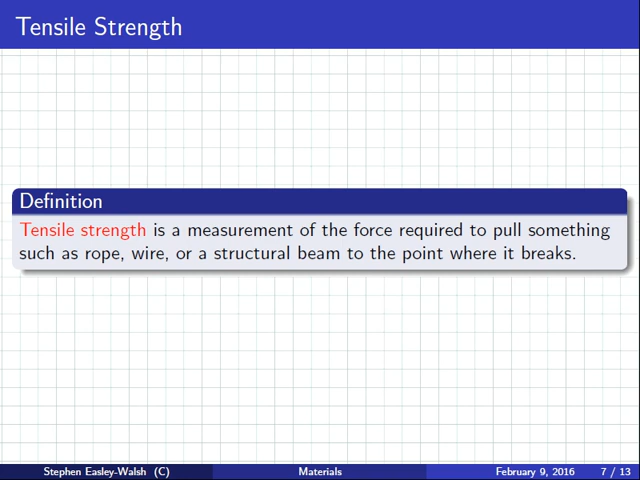 Tensile Strength
Definition
Tensile strength is a measurement of the force required to pull something
such as rope, wire, or a structural beam to the point where it breaks.
Stephen Easley-Walsh (C) Materials February 9, 2016 7 / 13